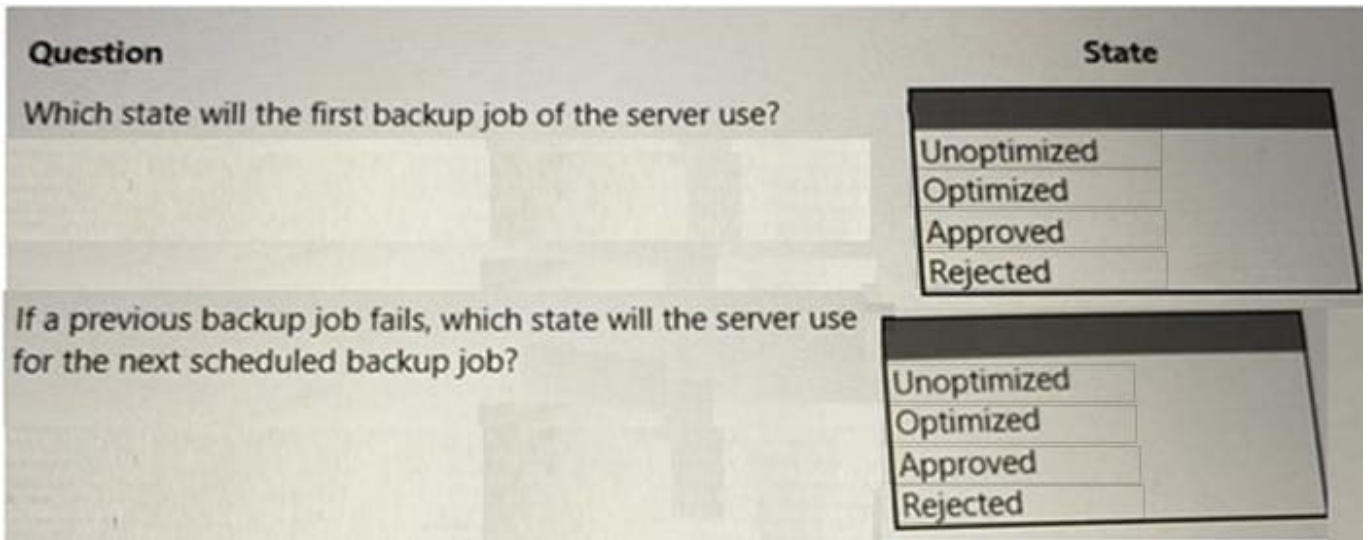 Question State
Which state will the first backup job of the server use?
Unoptimized
Optimized
Approved
Rejected
If a previous backup job fails, which state will the server use
for the next scheduled backup job?
Unoptimized
Optimized
Approved
Rejected